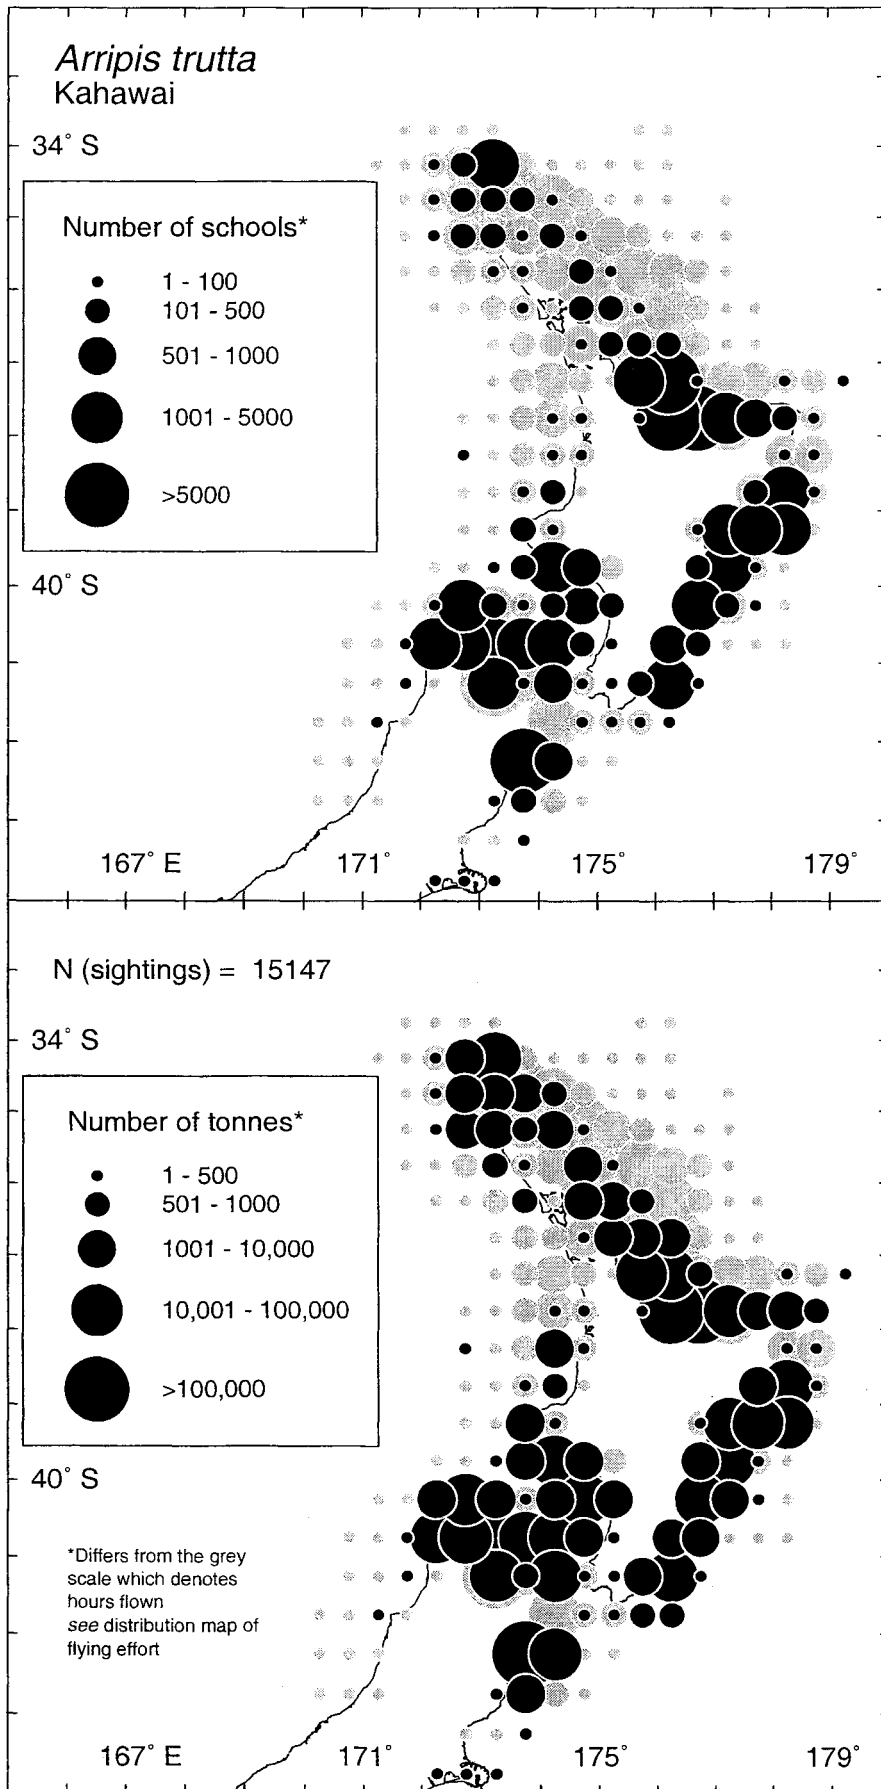 Arripis trutta
Kahawai
34° S
Number of schools*
1 - 100
101 - 500
501 - 1000
1001 - 5000
>5000
40° S
167° E 171° 175° 179°
N (sightings) = 15147
34° S
Number of tonnes*
1 - 500
501 - 1000
1001 - 10,000
10,001 - 100,000
>100,000
40° S
*Differs from the grey
scale which denotes
hours flown
see distribution map of
flying effort
167° E 171° 175° 179°